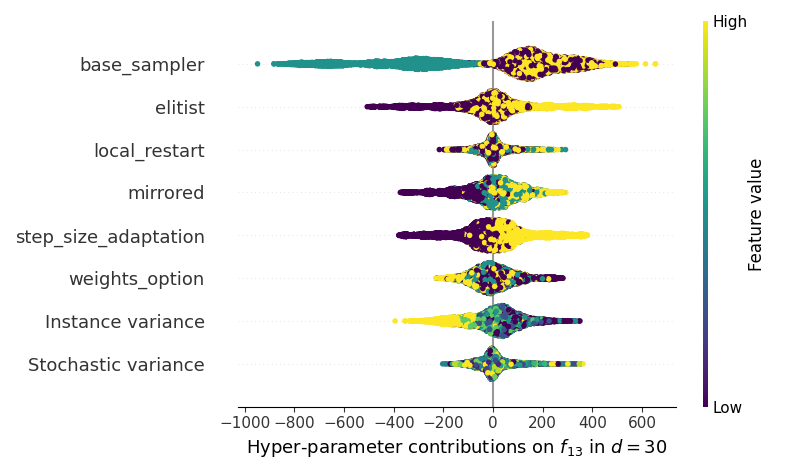 High
base_sampler
elitist
local_restart
mirrored
step_size_adaptation
weights_option
Instance variance
Stochastic variance
Feature value
Low
−1000 −800 −600 −400 −200 0 200 400 600
Hyper-parameter contributions on f13 in d = 30